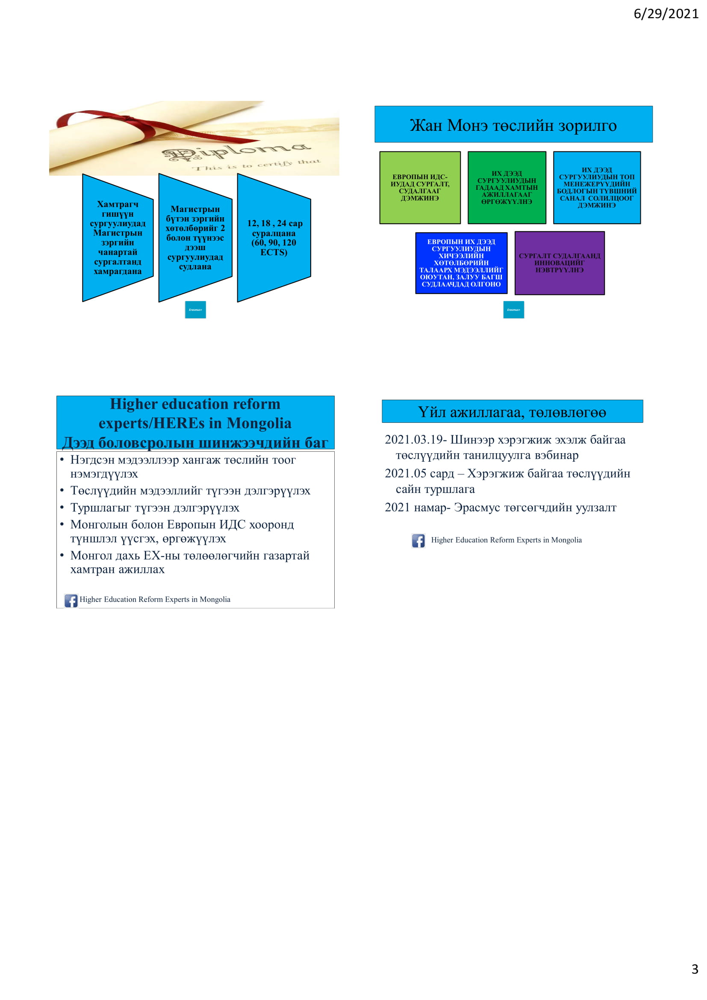 6/29/2021
Diploma
This is to certify that
Хамтрагч
гишүүн
сургуулиудад
Магистрын
зэргийн
чанартай
сургалтанд
хамрагдана
Магистрын
бүтэн зэргийн
хөтөлбөрийг 2
болон түүнээс
дээш
сургуулиудад
судлана
12, 18 , 24 сар
суралцана
(60, 90, 120
ECTS)
Erasmus+
Жан Монэ төслийн зорилго
ЕВРОПЫН ИДС-
ИУДАД СУРГАЛТ,
СУДАЛГААГ
ДЭМЖИНЭ
ИХ ДЭЭД
СУРГУУЛИУДЫН
ГАДААД ХАМТЫН
АЖИЛЛАГААГ
ӨРГӨЖҮҮЛНЭ
ИХ ДЭЭД
СУРГУУЛИУДЫН ТОП
МЕНЕЖЕРҮҮДИЙН
БОДЛОГЫН ТҮВШНИЙ
САНАЛ СОЛИЛЦООГ
ДЭМЖИНЭ
ЕВРОПЫН ИХ ДЭЭД
СУРГУУЛИУДЫН
ХИЧЭЭЛИЙН
ХӨТӨЛБӨРИЙН
ТАЛААРХ МЭДЭЭЛЛИЙГ
ОЮУТАН, ЗАЛУУ БАГШ
СУДЛААЧДАД ОЛГОНО
СУРГАЛТ СУДАЛГААНД
ИННОВАЦИЙГ
НЭВТРҮҮЛНЭ
Erasmus+
Higher education reform
experts/HEREs in Mongolia
Дээд боловсролын шинжээчдийн баг
• Нэгдсэн мэдээллээр хангаж төслийн тоог
нэмэгдүүлэх
• Төслүүдийн мэдээллийг түгээн дэлгэрүүлэх
• Туршлагыг түгээн дэлгэрүүлэх
• Монголын болон Европын ИДС хооронд
түншлэл үүсгэх, өргөжүүлэх
• Монгол дахь ЕХ-ны төлөөлөгчийн газартай
хамтран ажиллах
Higher Education Reform Experts in Mongolia
Үйл ажиллагаа, төлөвлөгөө
2021.03.19- Шинээр хэрэгжиж эхэлж байгаа
төслүүдийн танилцуулга вэбинар
2021.05 сард – Хэрэгжиж байгаа төслүүдийн
сайн туршлага
2021 намар- Эрасмус төгсөгчдийн уулзалт
Higher Education Reform Experts in Mongolia
3